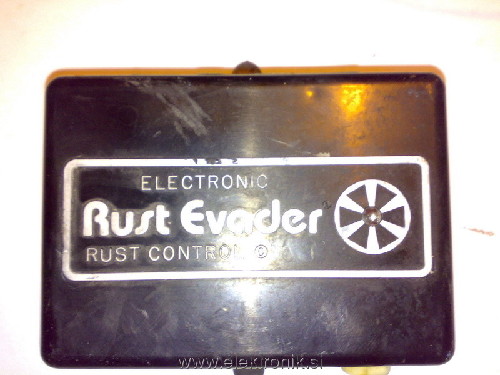 ELECTRONIC
Rust Evader®
RUST CONTROL ©
www.elektronik.si